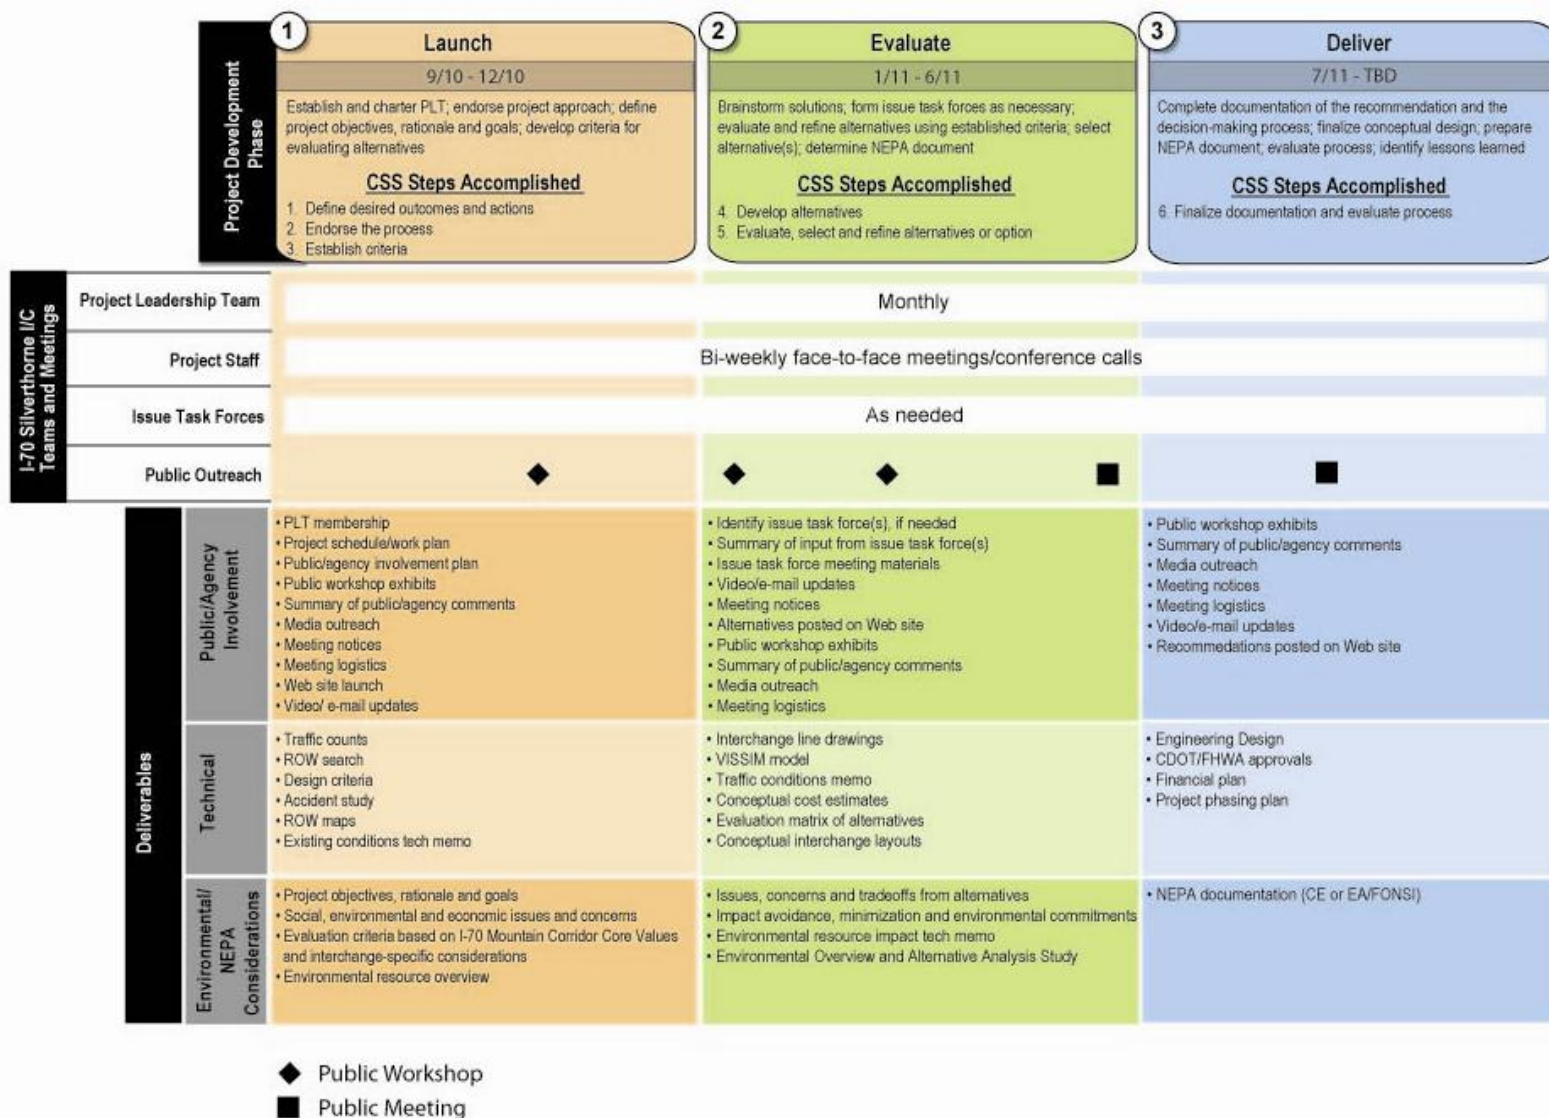 1
Launch
9/10 - 12/10
Establish and charter PLT; endorse project approach; define
project objectives, rationale and goals; develop criteria for
evaluating alternatives
CSS Steps Accomplished
1. Define desired outcomes and actions
2. Endorse the process
3. Establish criteria
2
Evaluate
1/11 - 6/11
Brainstorm solutions; form issue task forces as necessary;
evaluate and refine alternatives using established criteria; select
alternative(s); determine NEPA document
CSS Steps Accomplished
4. Develop alternatives
5. Evaluate, select and refine alternatives or option
3
Deliver
7/11 - TBD
Complete documentation of the recommendation and the
decision-making process; finalize conceptual design; prepare
NEPA document; evaluate process; identify lessons learned
CSS Steps Accomplished
6. Finalize documentation and evaluate process
Project Development
Phase
I-70 Silverthorne I/C
Teams and Meetings
Project Leadership Team
Monthly
Project Staff
Bi-weekly face-to-face meetings/conference calls
Issue Task Forces
As needed
Public Outreach
Deliverables
Public/Agency
Involvement
• PLT membership
• Project schedule/work plan
• Public/agency involvement plan
• Public workshop exhibits
• Summary of public/agency comments
• Media outreach
• Meeting notices
• Meeting logistics
• Web site launch
• Video/ e-mail updates
• Identify issue task force(s), if needed
• Summary of input from issue task force(s)
• Issue task force meeting materials
• Video/e-mail updates
• Meeting notices
• Alternatives posted on Web site
• Public workshop exhibits
• Summary of public/agency comments
• Media outreach
• Meeting logistics
• Public workshop exhibits
• Summary of public/agency comments
• Media outreach
• Meeting notices
• Meeting logistics
• Video/e-mail updates
• Recommedations posted on Web site
Technical
• Traffic counts
• ROW search
• Design criteria
• Accident study
• ROW maps
• Existing conditions tech memo
• Interchange line drawings
• VISSIM model
• Traffic conditions memo
• Conceptual cost estimates
• Evaluation matrix of alternatives
• Conceptual interchange layouts
• Engineering Design
• CDOT/FHWA approvals
• Financial plan
• Project phasing plan
Environmental/
NEPA
Considerations
• Project objectives, rationale and goals
• Social, environmental and economic issues and concerns
• Evaluation criteria based on I-70 Mountain Corridor Core Values
and interchange-specific considerations
• Environmental resource overview
• Issues, concerns and tradeoffs from alternatives
• Impact avoidance, minimization and environmental commitments
• Environmental resource impact tech memo
• Environmental Overview and Alternative Analysis Study
• NEPA documentation (CE or EA/FONSI)
Public Workshop
Public Meeting